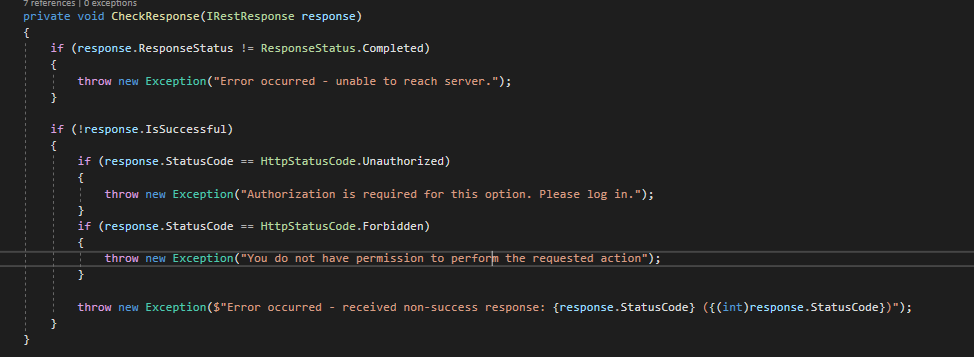 7 references | 0 exceptions
private void CheckResponse(IRestResponse response)
{
if (response.ResponseStatus != ResponseStatus.Completed)
{
throw new Exception("Error occurred - unable to reach server.");
}
if (!response.IsSuccessful)
{
if (response.StatusCode == HttpStatusCode.Unauthorized)
{
throw new Exception("Authorization is required for this option. Please log in.");
}
if (response.StatusCode == HttpStatusCode.Forbidden)
{
throw new Exception("You do not have permission to perform the requested action");
}
throw new Exception($"Error occurred - received non-success response: {response.StatusCode} ({(int)response.StatusCode})");
}
}